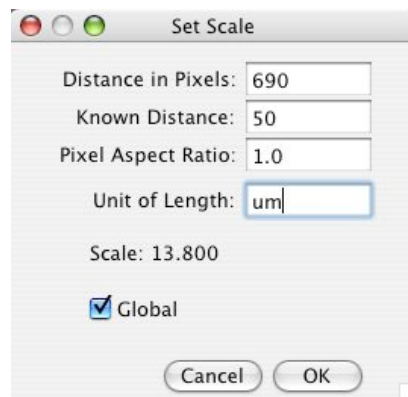 Set Scale
Distance in Pixels: 690
Known Distance: 50
Pixel Aspect Ratio: 1.0
Unit of Length: um
Scale: 13.800
Global
Cancel OK